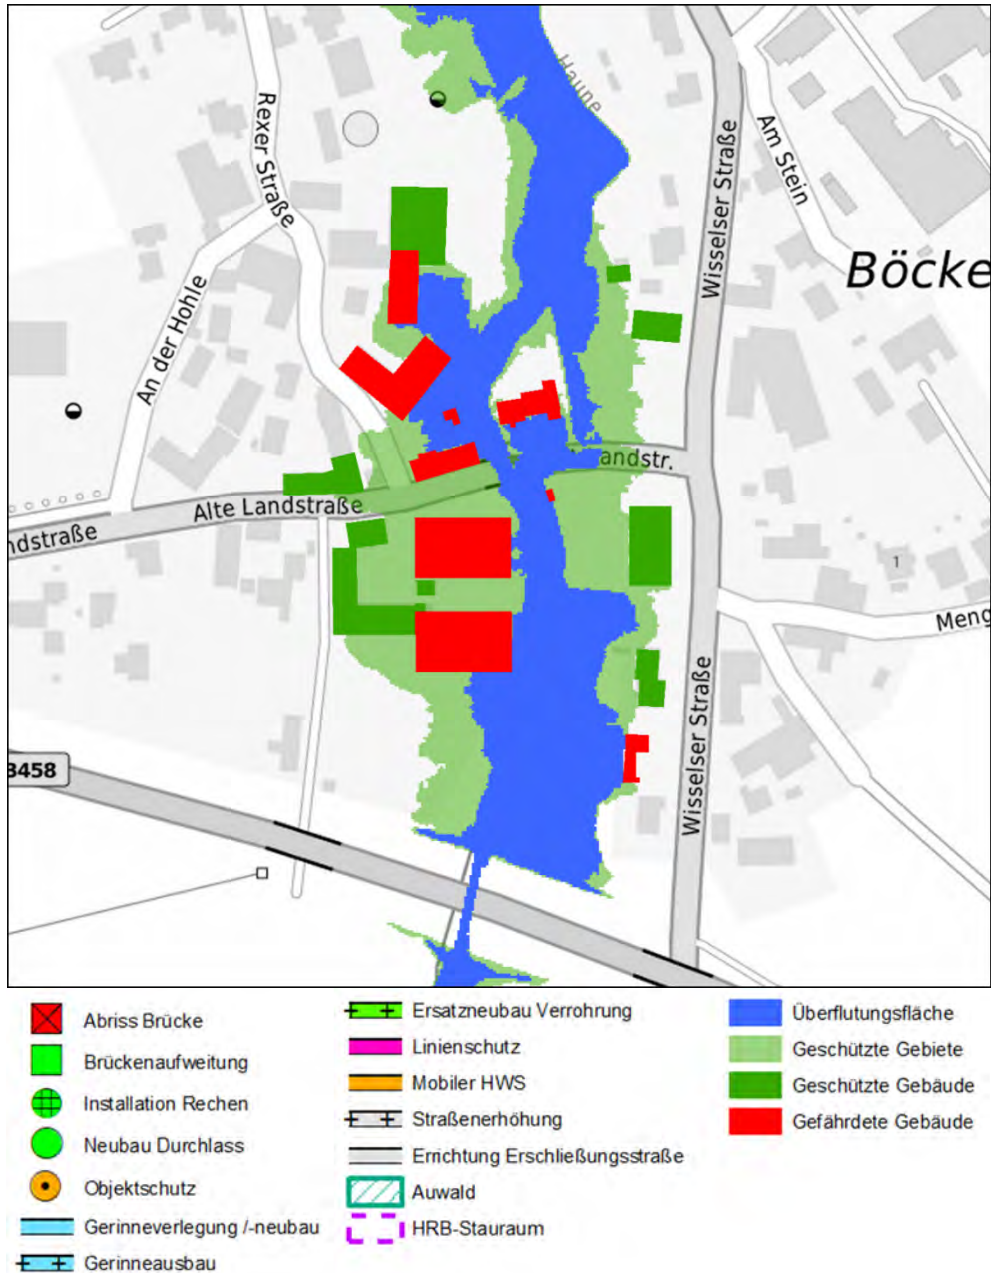 Haune
Rexer Straße
Am Stein
Wisselser Straße
Böcke
An der Hohle
andstr.
Alte Landstraße
ndstraße
1
Meng
Wisselser Straße
3458
Abriss Brücke
Brückenaufweitung
Installation Rechen
Neubau Durchlass
Objektschutz
Gerinneverlegung /-neubau
Gerinneausbau
Ersatzneubau Verrohrung
Linienschutz
Mobiler HWS
Straßenerhöhung
Errichtung Erschließungsstraße
Auwald
HRB-Stauraum
Überflutungsfläche
Geschützte Gebiete
Geschützte Gebäude
Gefährdete Gebäude